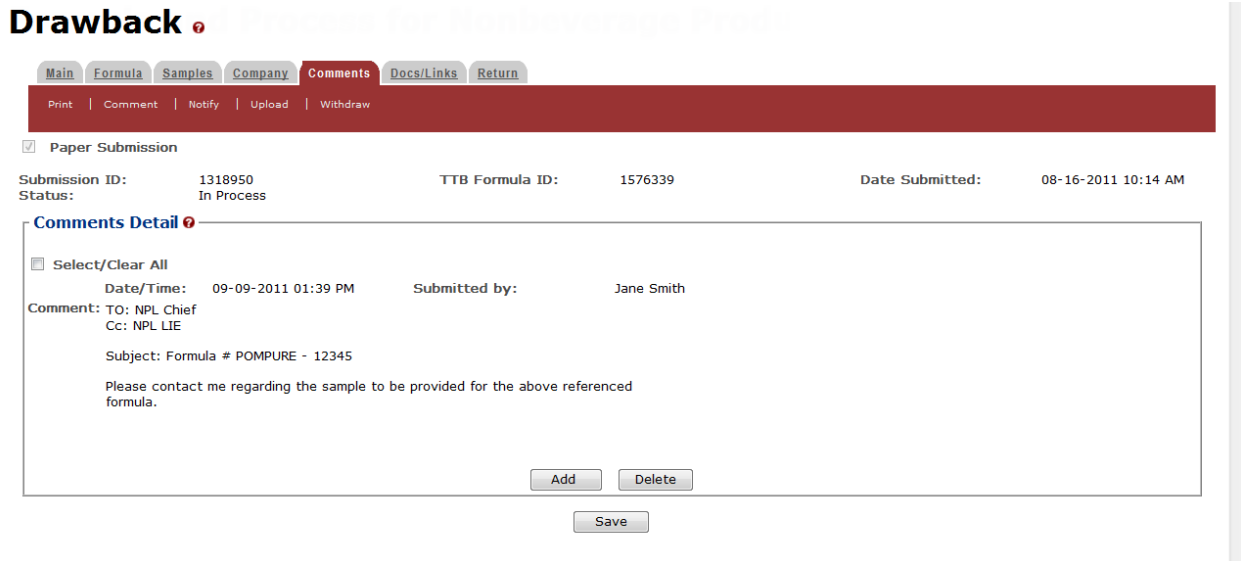 Drawback ?
Main Formula Samples Company Comments Docs/Links Return
Print | Comment | Notify | Upload | Withdraw
Paper Submission
Submission ID: 1318950 TTB Formula ID: 1576339 Date Submitted: 08-16-2011 10:14 AM
Status: In Process
Comments Detail ?
Select/Clear All
Date/Time: 09-09-2011 01:39 PM Submitted by: Jane Smith
Comment: TO: NPL Chief
Cc: NPL LIE
Subject: Formula # POMPURE - 12345
Please contact me regarding the sample to be provided for the above referenced
formula.
Add Delete
Save